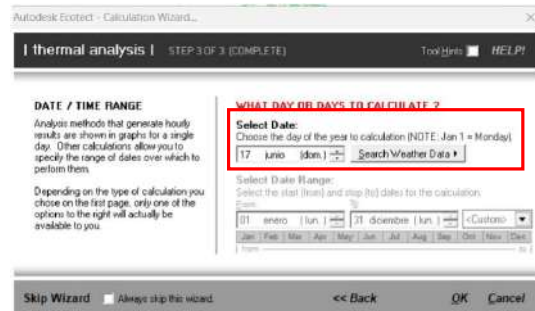 Autodesk Ecotect - Calculation Wizard...
| thermal analysis | STEP 3 OF 3 (COMPLETE) Tool Hints HELP!
DATE / TIME RANGE
Analysis methods that generate hourly
results are shown in graphs for a single
day. Other calculations allow you to
specify the range of dates over which to
perform them.
Depending on the type of calculation you
chose on the first page, only one of the
options to the right will actually be
available to you.
WHAT DAY OR DAYS TO CALCULATE ?
Select Date:
Choose the day of the year to calculation (NOTE: Jan 1 = Monday).
17 junio (dom.) Search Weather Data
Select Date Range:
Select the start (from) and stop (to) dates for the calculation.
From: To:
01 enero (lun.) 31 diciembre (lun.) <Custom>
Jan Feb Mar Apr May Jun Jul Aug Sep Oct Nov Dec
| from to |
Skip Wizard Always skip this wizard. << Back OK Cancel